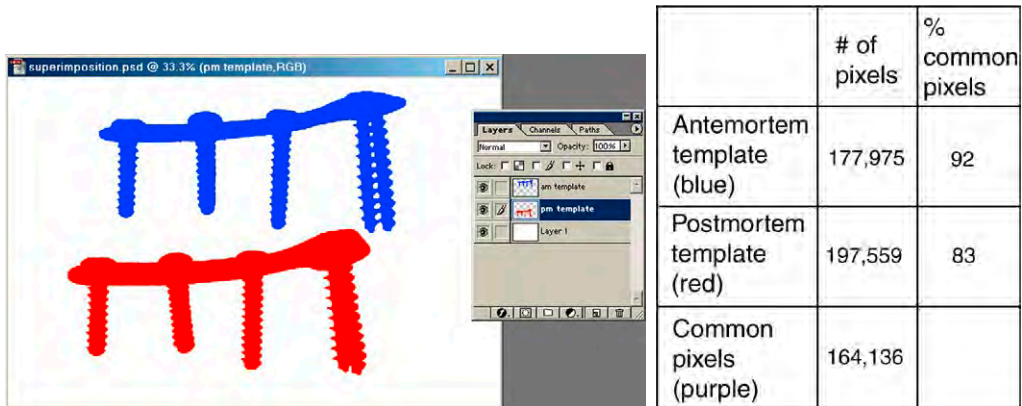 superimposition.psd @ 33.3% (pm template,RGB)
Layers Channels Paths
Normal Opacity: 100%
Lock:
am template
pm template
Layer 1
# of
pixels
%
common
pixels
Antemortem
template
(blue)
177,975
92
Postmortem
template
(red)
197,559
83
Common
pixels
(purple)
164,136